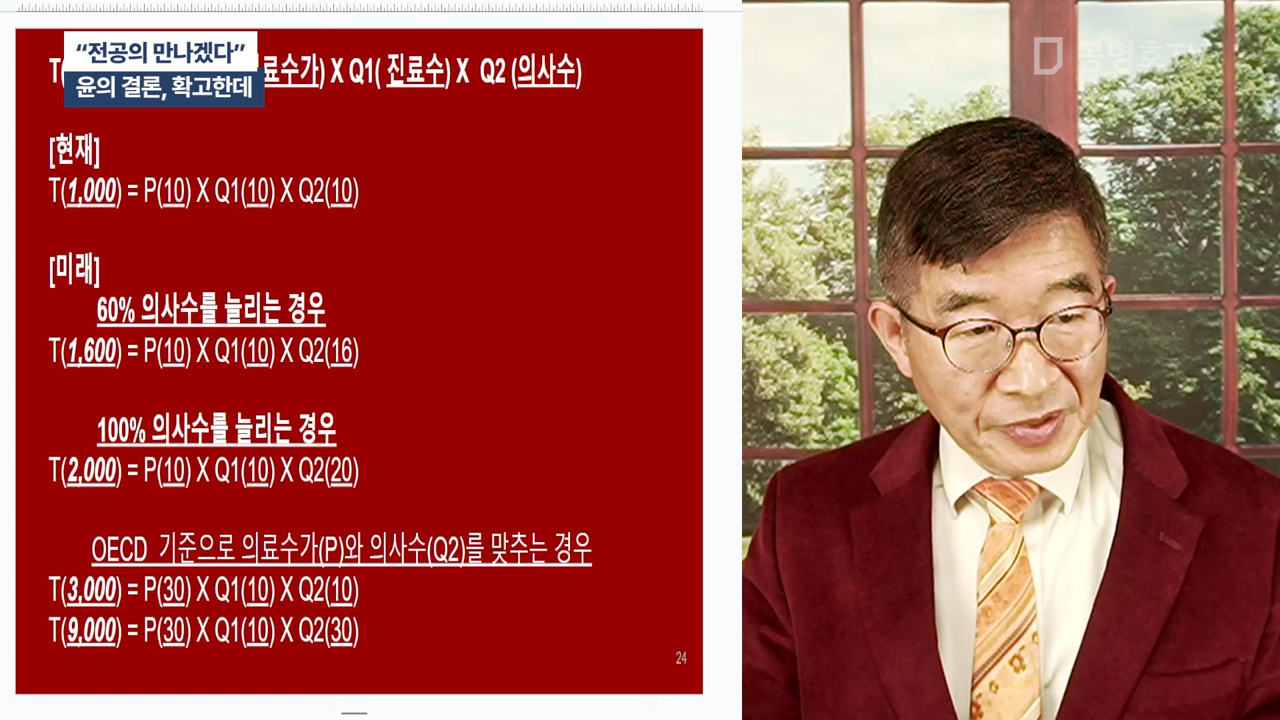 “전공의 만나겠다”
윤의 결론, 확고한데
T( 료수가) X Q1( 진료수) X Q2 (의사수)
[현재]
T(1,000) = P(10) X Q1(10) X Q2(10)
[미래]
60% 의사수를 늘리는 경우
T(1,600) = P(10) X Q1(10) X Q2(16)
100% 의사수를 늘리는 경우
T(2,000) = P(10) X Q1(10) X Q2(20)
OECD 기준으로 의료수가(P)와 의사수(Q2)를 맞추는 경우
T(3,000) = P(30) X Q1(10) X Q2(10)
T(9,000) = P(30) X Q1(10) X Q2(30)
24